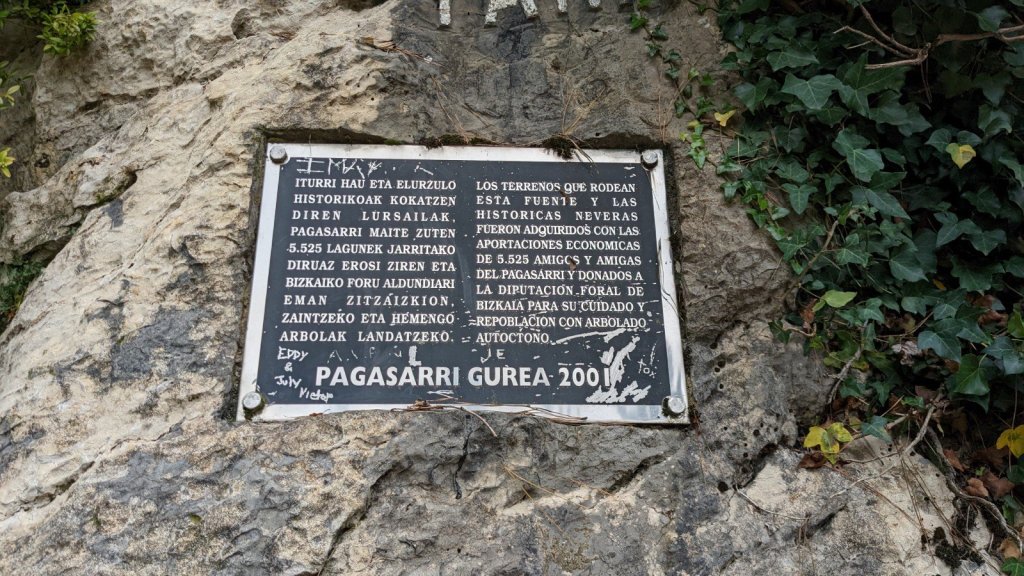 ITURRI HAU ETA ELURZULO
HISTORIKOAK KOKATZEN
DIREN LURSAILAK,
PAGASARRI MAITE ZUTEN
5.525 LAGUNEK JARRITAKO
DIRUAZ EROSI ZIREN ETA
BIZKAIKO FORU ALDUNDIARI
EMAN ZITZAIZKION,
ZAINTZEKO ETA HEMENGO
ARBOLAK LANDATZEKO.
LOS TERRENOS QUE RODEAN
ESTA FUENTE Y LAS
HISTORICAS NEVERAS
FUERON ADQUIRIDOS CON LAS
APORTACIONES ECONOMICAS
DE 5.525 AMIGOS Y AMIGAS
DEL PAGASARRI Y DONADOS A
LA DIPUTACIÓN FORAL DE
BIZKAIA PARA SU CUIDADO Y
REPOBLACIÓN CON ARBOLADO
AUTOCTONO.
EDDY
&
July
PAGASARRI GUREA-2001